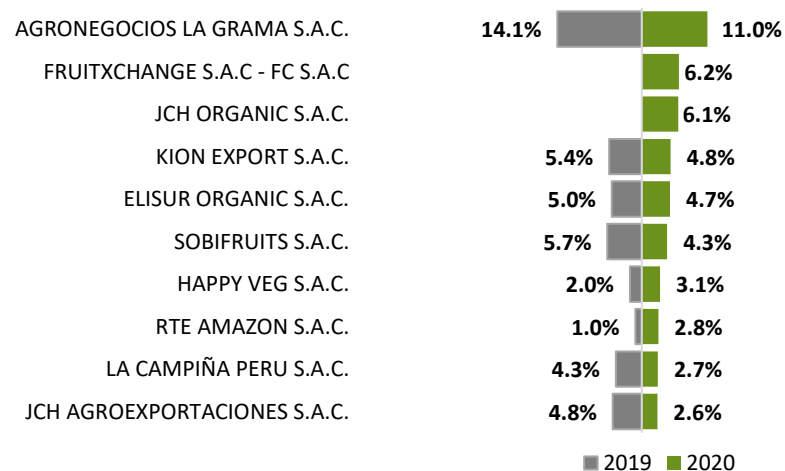 AGRONEGOCIOS LA GRAMA S.A.C. 14.1% 11.0%
FRUITXCHANGE S.A.C - FC S.A.C 6.2%
JCH ORGANIC S.A.C. 6.1%
KION EXPORT S.A.C. 5.4% 4.8%
ELISUR ORGANIC S.A.C. 5.0% 4.7%
SOBIFRUITS S.A.C. 5.7% 4.3%
HAPPY VEG S.A.C. 2.0% 3.1%
RTE AMAZON S.A.C. 1.0% 2.8%
LA CAMPIÑA PERU S.A.C. 4.3% 2.7%
JCH AGROEXPORTACIONES S.A.C. 4.8% 2.6%
2019 2020